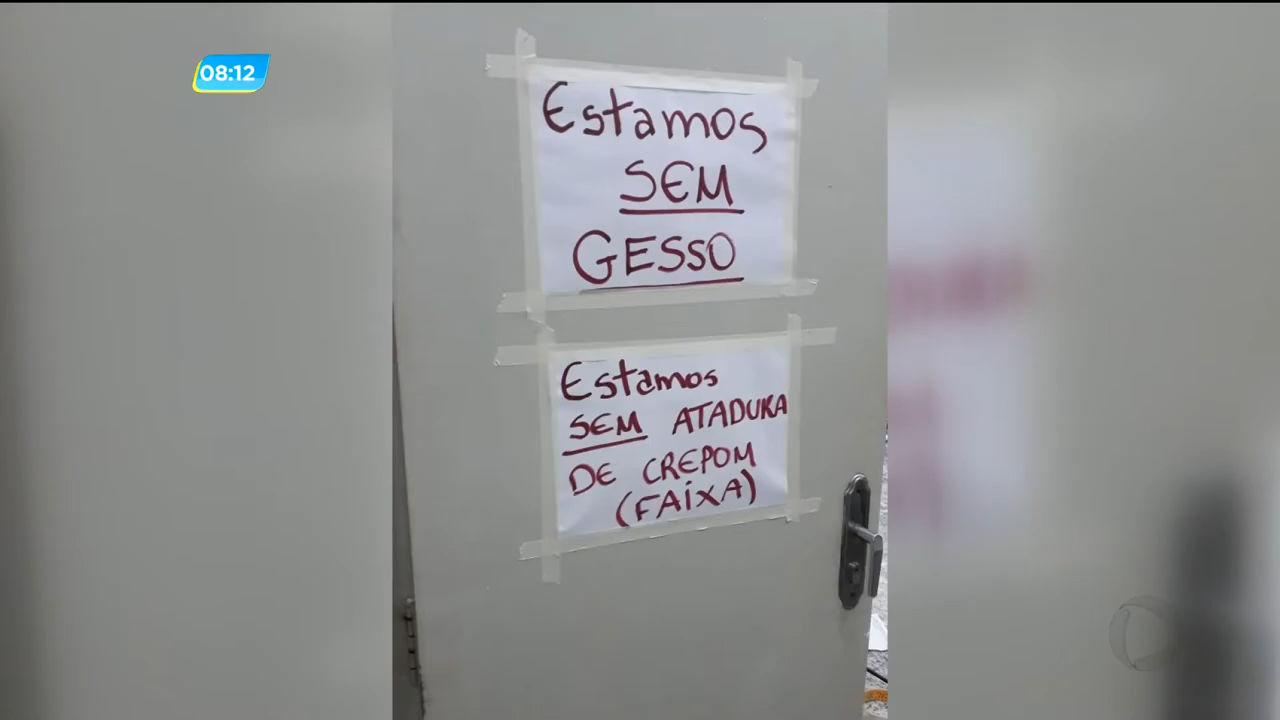 08:12
Estamos
SEM
GESSO
Estamos
SEM ATADURA
DE CREPOM
(FAIXA)